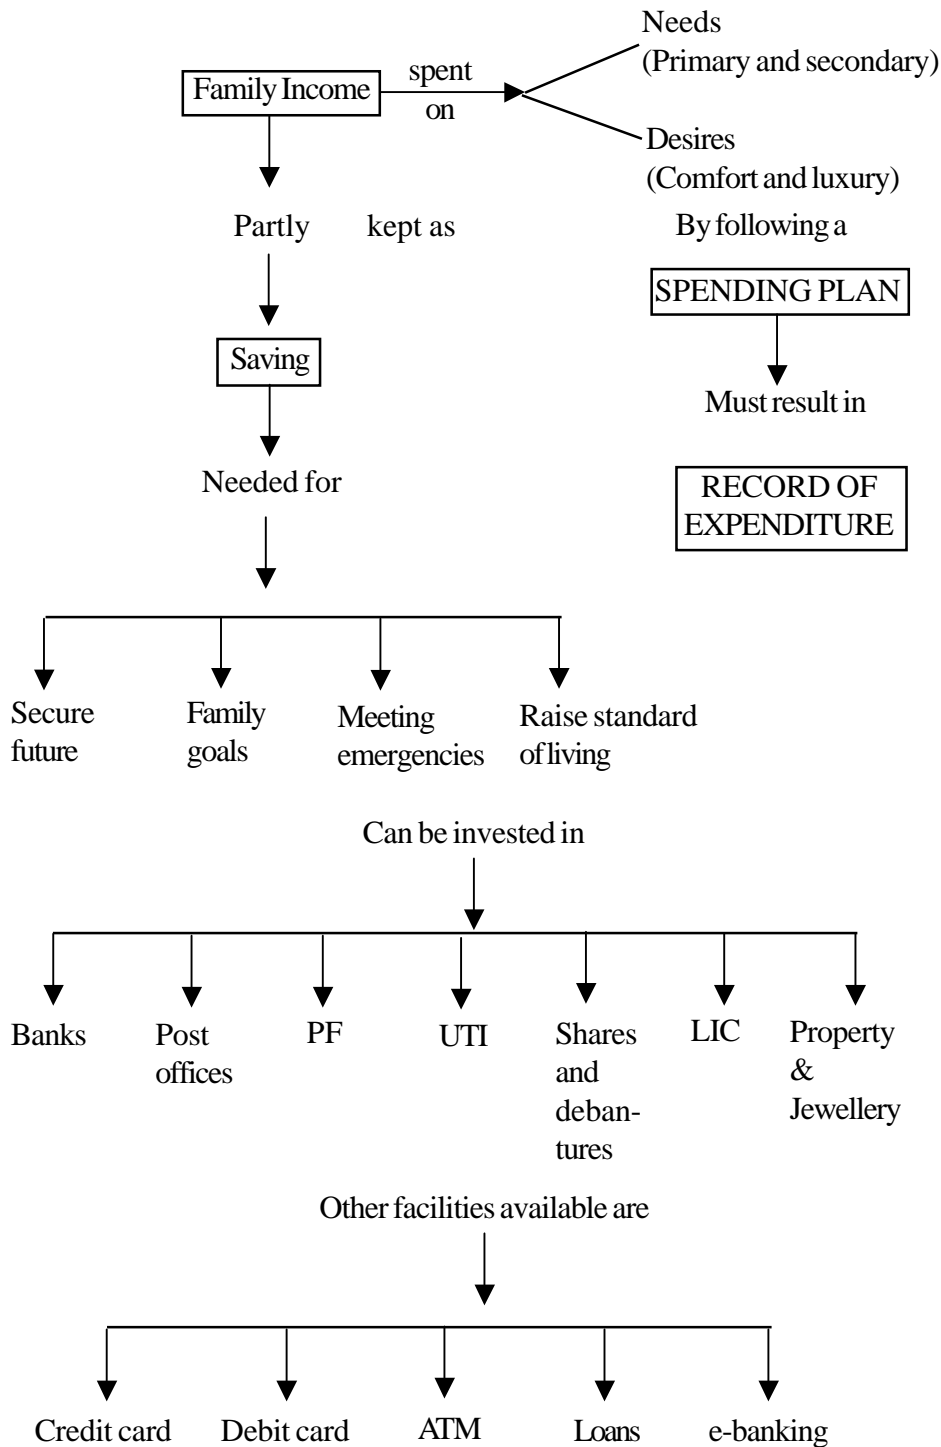 Needs
(Primary and secondary)
Family Income
spent
on
Desires
(Comfort and luxury)
Partly kept as
By following a
SPENDING PLAN
Saving
Must result in
Needed for
RECORD OF
EXPENDITURE
Secure
future
Family
goals
Meeting
emergencies
Raise standard
of living
Can be invested in
Banks
Post
offices
PF
UTI
Shares
and
deban-
tures
LIC
Property
&
Jewellery
Other facilities available are
Credit card
Debit card
ATM
Loans
e-banking